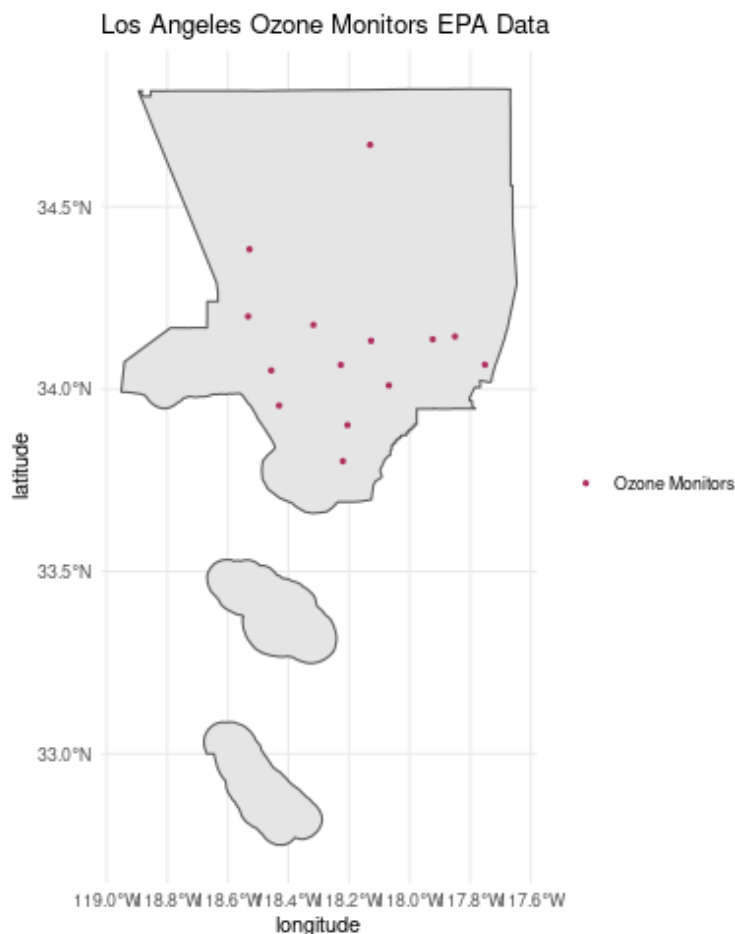 Los Angeles Ozone Monitors EPA Data
34.5°N
34.0°N
33.5°N
33.0°N
latitude
Ozone Monitors
119.0°W 118.8°W 118.6°W 118.4°W 118.2°W 118.0°W 117.8°W 117.6°W
longitude